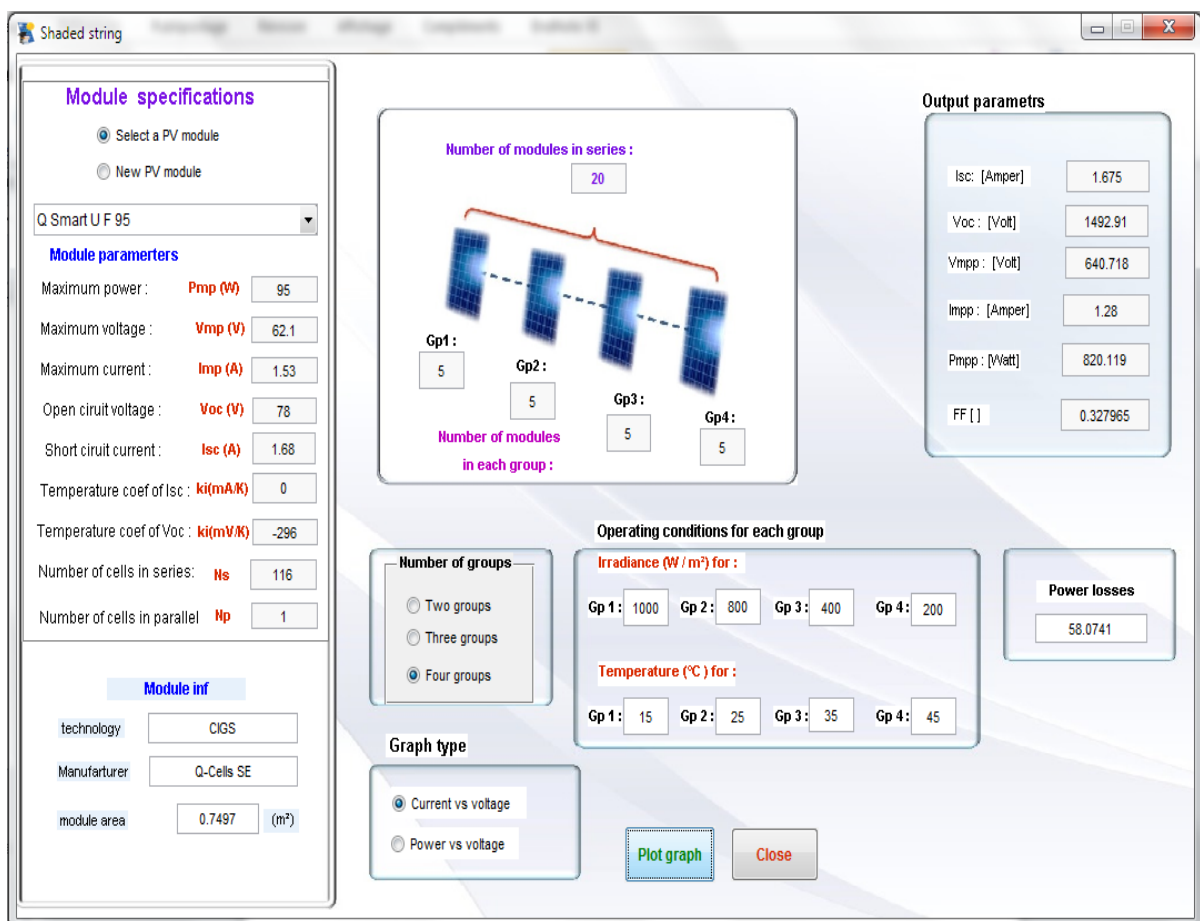 Shaded string
Module specifications
Select a PV module
New PV module
Q Smart U F 95
Module paramerters
Maximum power : Pmp (W) 95
Maximum voltage : Vmp (V) 62.1
Maximum current : Imp (A) 1.53
Open ciruit voltage : Voc (V) 78
Short ciruit current : Isc (A) 1.68
Temperature coef of Isc : ki(mA/K) 0
Temperature coef of Voc : ki(mV/K) -296
Number of cells in series: Ns 116
Number of cells in parallel Np 1
Module inf
technology CIGS
Manufarturer Q-Cells SE
module area 0.7497 (m²)
Number of modules in series :
20
Gp1 :
5
Gp2 :
5
Gp3 :
5
Gp4 :
5
Number of modules
in each group :
Output parametrs
Isc: [Amper] 1.675
Voc : [Volt] 1492.91
Vmpp : [Volt] 640.718
Impp : [Amper] 1.28
Pmpp : [Watt] 820.119
FF [ ] 0.327965
Number of groups
Two groups
Three groups
Four groups
Operating conditions for each group
Irradiance (W / m²) for :
Gp 1 : 1000 Gp 2 : 800 Gp 3 : 400 Gp 4 : 200
Temperature (°C ) for :
Gp 1 : 15 Gp 2 : 25 Gp 3 : 35 Gp 4 : 45
Power losses
58.0741
Graph type
Current vs voltage
Power vs voltage
Plot graph
Close